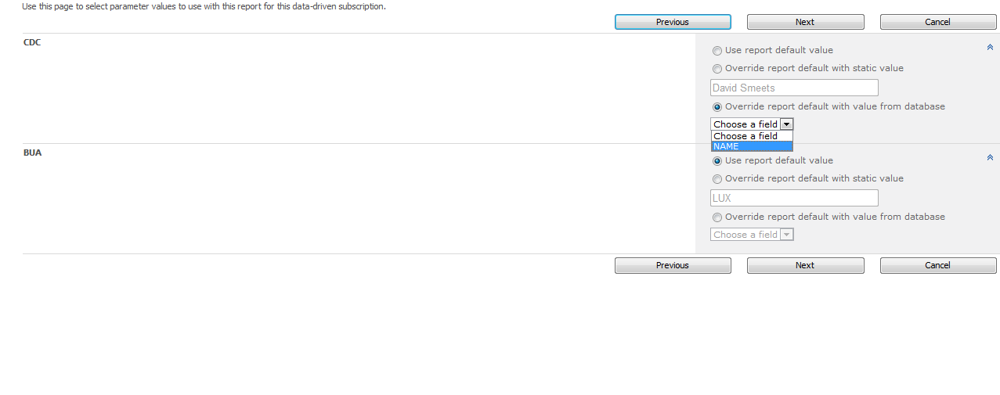 Use this page to select parameter values to use with this report for this data-driven subscription.
Previous Next Cancel
CDC
Use report default value
Override report default with static value
David Smeets
Override report default with value from database
Choose a field
Choose a field
NAME
BUA
Use report default value
Override report default with static value
LUX
Override report default with value from database
Choose a field
Previous Next Cancel